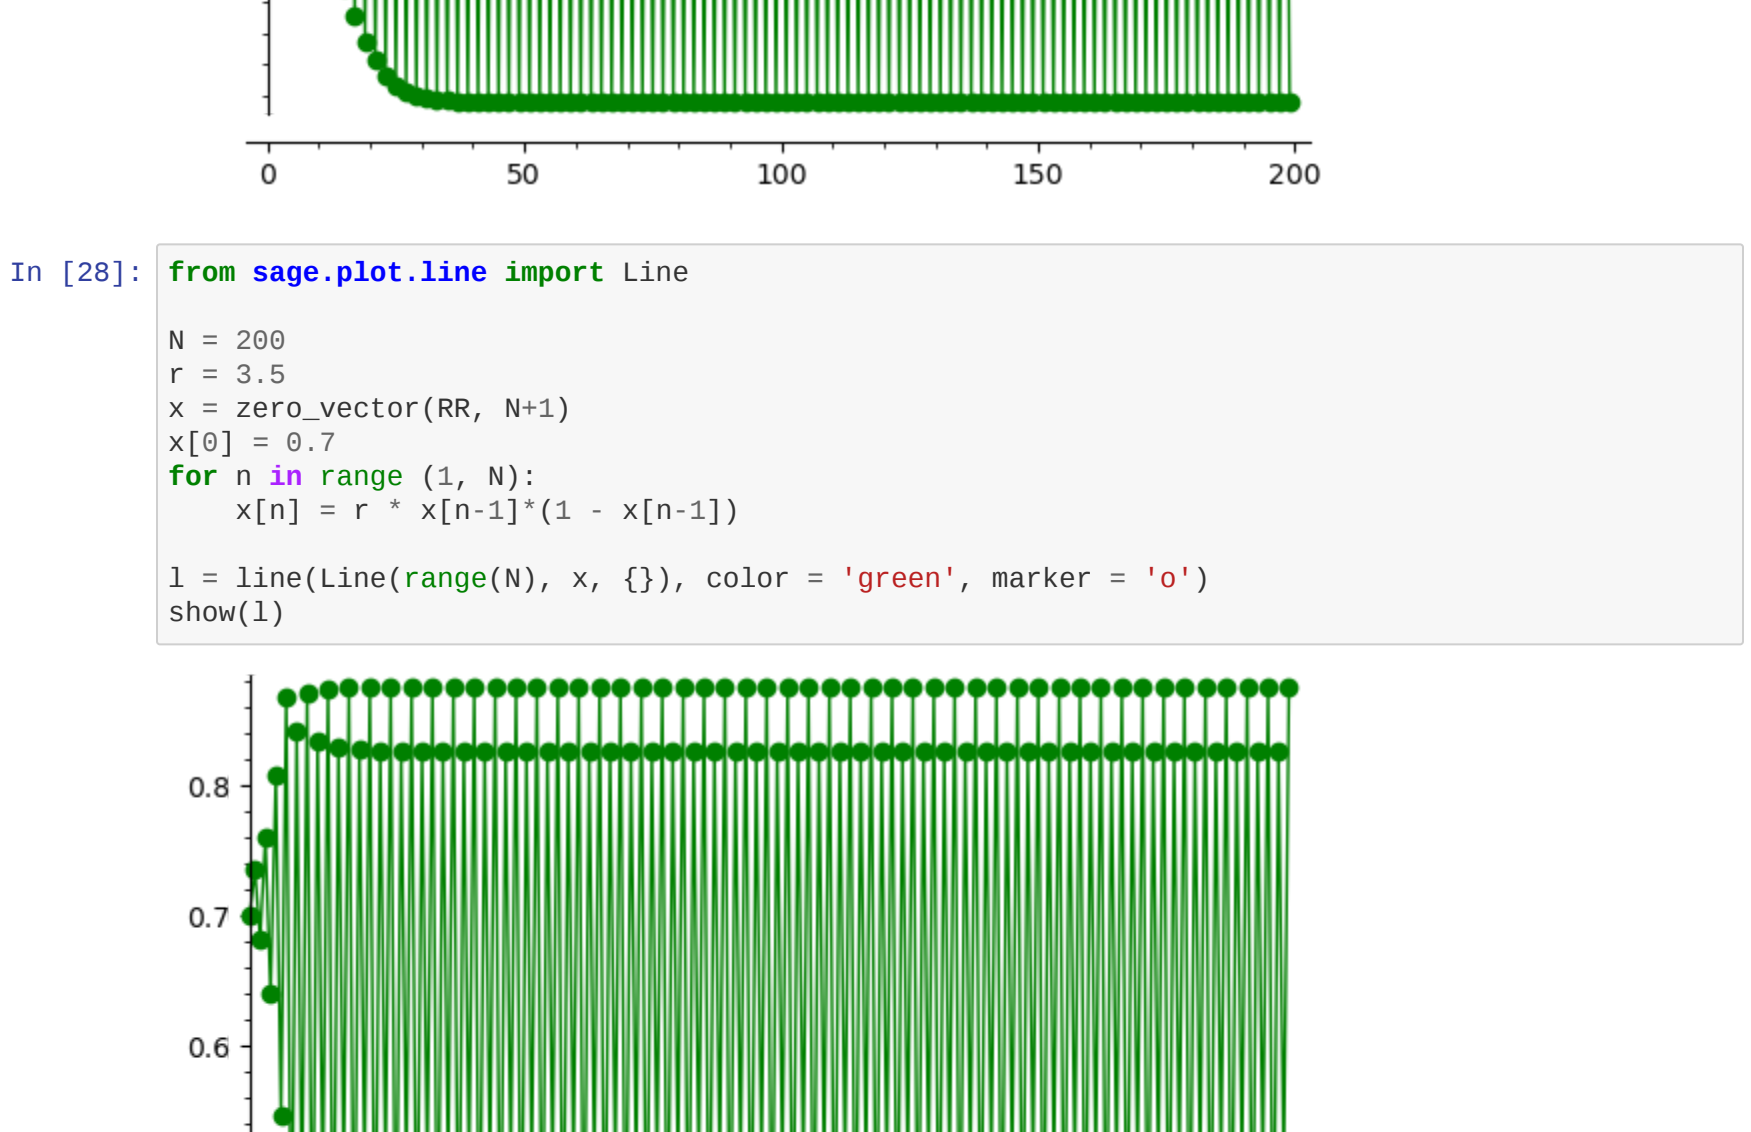 0 50 100 150 200
In [28]: from sage.plot.line import Line
N = 200
r = 3.5
x = zero_vector(RR, N+1)
x[0] = 0.7
for n in range (1, N):
    x[n] = r * x[n-1]*(1 - x[n-1])
l = line(Line(range(N), x, {}), color = 'green', marker = 'o')
show(l)
0.8
0.7
0.6